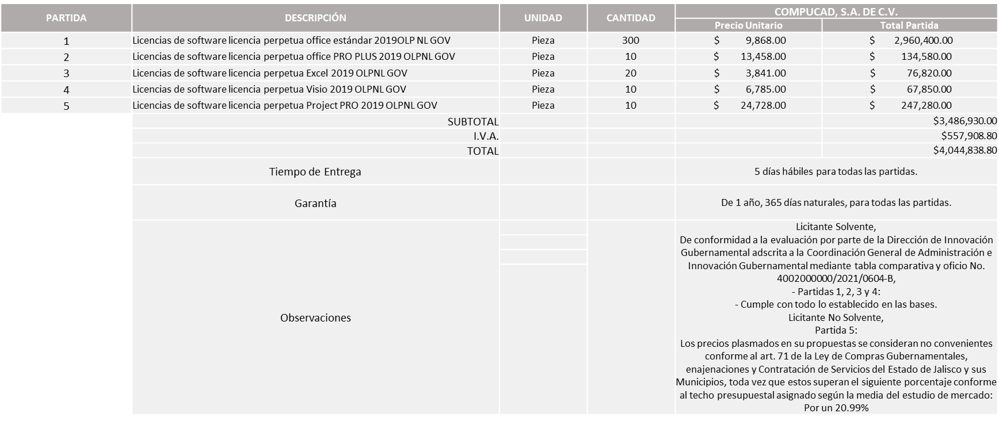 PARTIDA DESCRIPCIÓN UNIDAD CANTIDAD COMPUCAD, S.A. DE C.V.
Precio Unitario Total Partida
1 Licencias de software licencia perpetua office estándar 2019OLP NL GOV Pieza 300 $ 9,868.00 $ 2,960,400.00
2 Licencias de software licencia perpetua office PRO PLUS 2019 OLPNL GOV Pieza 10 $ 13,458.00 $ 134,580.00
3 Licencias de software licencia perpetua Excel 2019 OLPNL GOV Pieza 20 $ 3,841.00 $ 76,820.00
4 Licencias de software licencia perpetua Visio 2019 OLPNL GOV Pieza 10 $ 6,785.00 $ 67,850.00
5 Licencias de software licencia perpetua Project PRO 2019 OLPNL GOV Pieza 10 $ 24,728.00 $ 247,280.00
SUBTOTAL $3,486,930.00
I.V.A. $557,908.80
TOTAL $4,044,838.80
Tiempo de Entrega 5 días hábiles para todas las partidas.
Garantía De 1 año, 365 días naturales, para todas las partidas.
Observaciones
Licitante Solvente,
De conformidad a la evaluación por parte de la Dirección de Innovación
Gubernamental adscrita a la Coordinación General de Administración e
Innovación Gubernamental mediante tabla comparativa y oficio No.
4002000000/2021/0604-B,
- Partidas 1, 2, 3 y 4:
- Cumple con todo lo establecido en las bases.
Licitante No Solvente,
Partida 5:
Los precios plasmados en su propuestas se consideran no convenientes
conforme al art. 71 de la Ley de Compras Gubernamentales,
enajenaciones y Contratación de Servicios del Estado de Jalisco y sus
Municipios, toda vez que estos superan el siguiente porcentaje conforme
al techo presupuestal asignado según la media del estudio de mercado:
Por un 20.99%